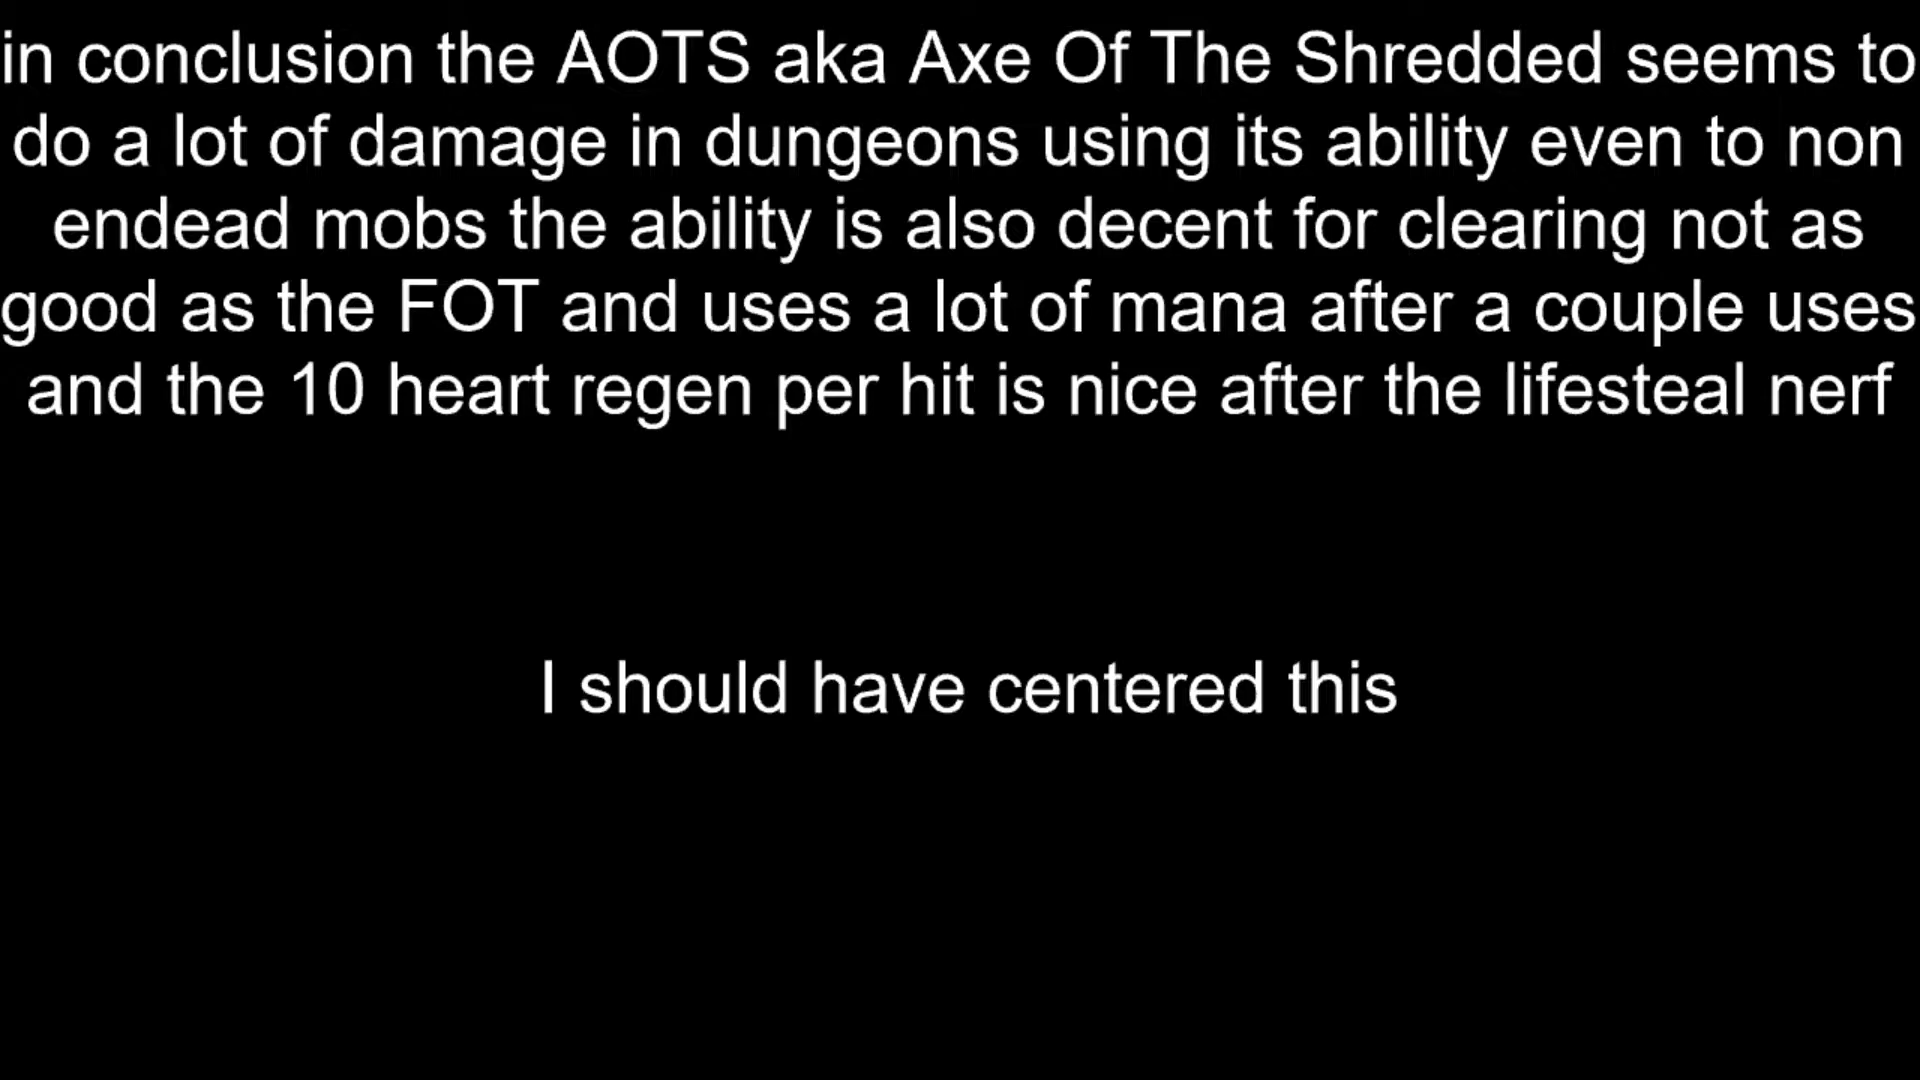 in conclusion the AOTS aka Axe Of The Shredded seems to
do a lot of damage in dungeons using its ability even to non
endead mobs the ability is also decent for clearing not as
good as the FOT and uses a lot of mana after a couple uses
and the 10 heart regen per hit is nice after the lifesteal nerf
I should have centered this